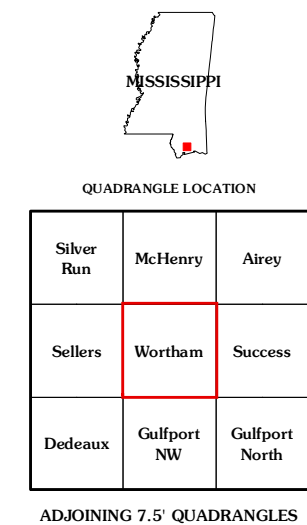 MISSISSIPPI
QUADRANGLE LOCATION
Silver
Run
McHenry
Airey
Sellers
Wortham
Success
Dedeaux
Gulfport
NW
Gulfport
North
ADJOINING 7.5' QUADRANGLES